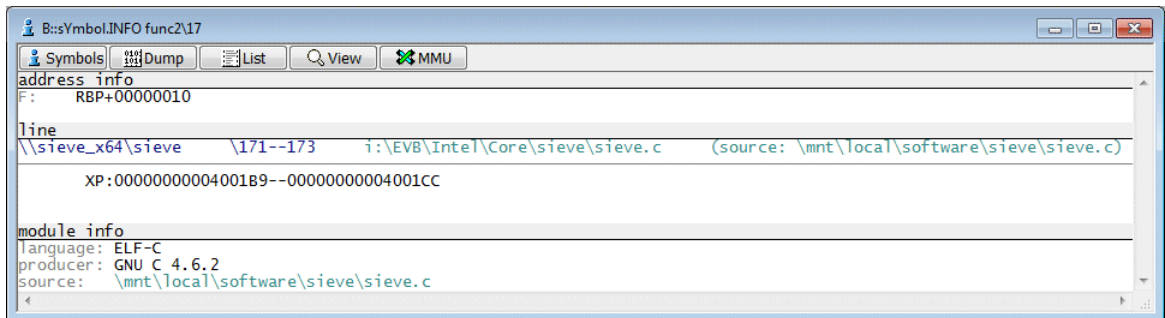 B::sYmbol.INFO func2\17
Symbols Dump List View MMU
address info
F: RBP+00000010
line
\\sieve_x64\sieve \171--173 i:\EVB\Intel\Core\sieve\sieve.c (source: \mnt\local\software\sieve\sieve.c)
XP:00000000004001B9--00000000004001CC
module info
language: ELF-C
producer: GNU C 4.6.2
source: \mnt\local\software\sieve\sieve.c